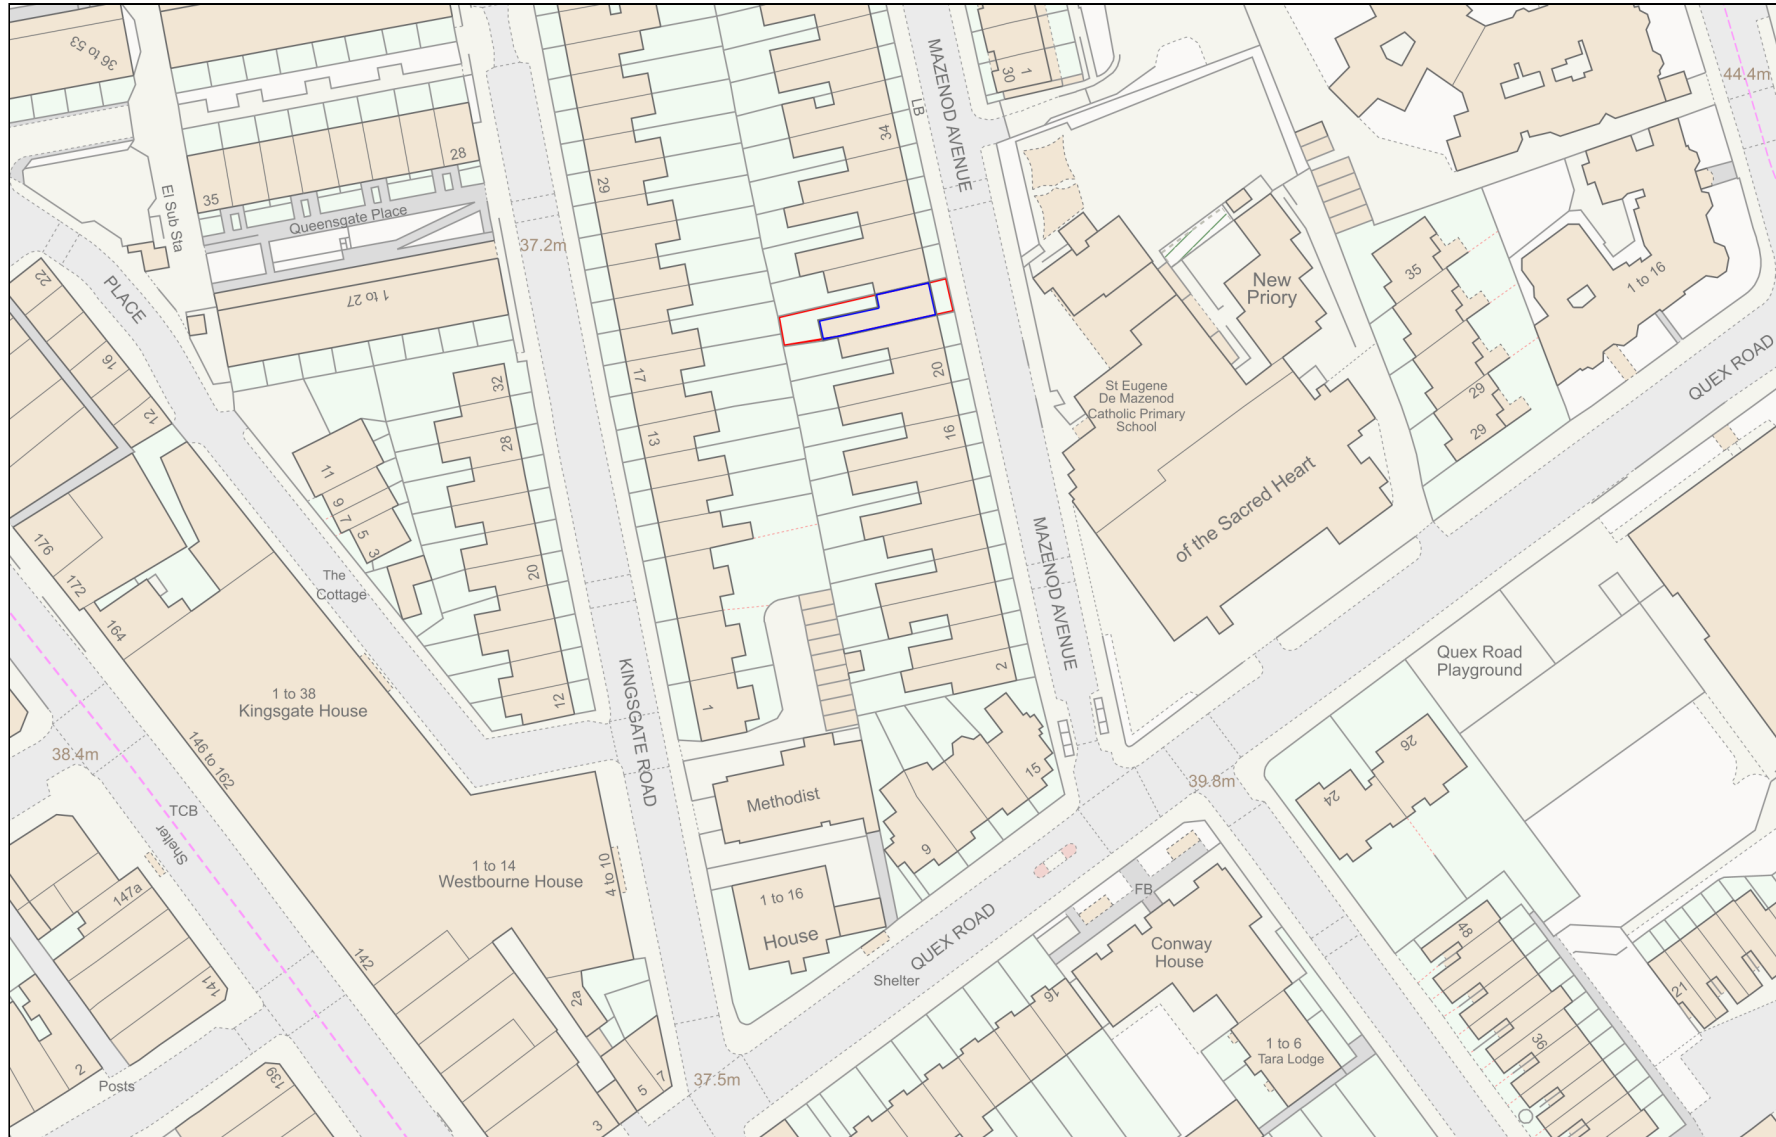 36 to 53
MAZENOD AVENUE
30
1
44.4m
LB
34
28
35
29
El Sub Sta
Queensgate Place
37.2m
22
PLACE
1 to 27
New
Priory
35
1 to 16
16
12
32
17
20
St Eugene
De Mazenod
Catholic Primary
School
QUEX ROAD
29
29
11
9
7
5
3
28
13
16
176
172
164
The
Cottage
20
of the Sacred Heart
MAZENOD AVENUE
1 to 38
Kingsgate House
12
KINGSGATE ROAD
1
2
Quex Road
Playground
38.4m
146 to 162
TCB
Shelter
Methodist
15
39.8m
24
26
1 to 14
Westbourne House
4 to 10
9
1 to 16
House
FB
147a
141
142
QUEX ROAD
Shelter
Conway
House
48
2a
16
21
1 to 6
Tara Lodge
36
2
Posts
139
5
7
3
37.5m